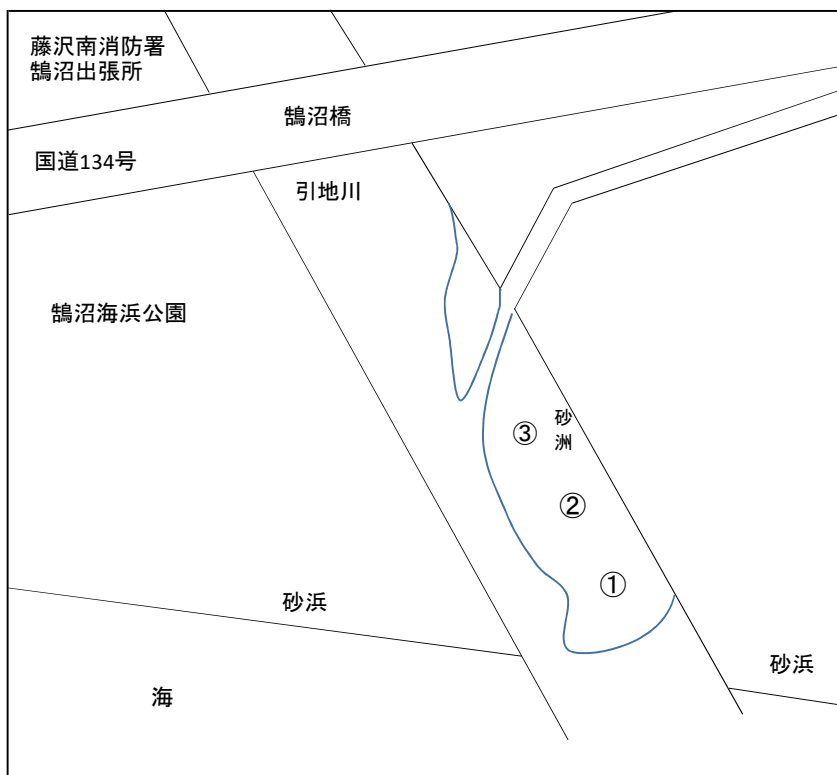 藤沢南消防署
鵠沼出張所
鵠沼橋
国道134号
引地川
鵠沼海浜公園
砂
洲
③
②
①
砂浜
砂浜
海